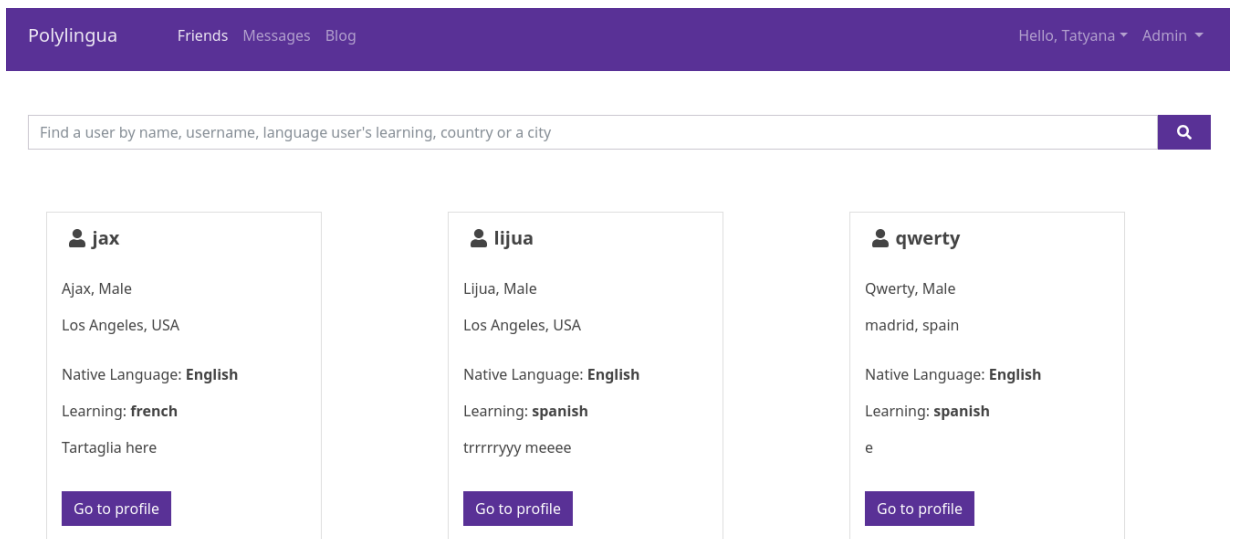 Polylingua Friends Messages Blog Hello, Tatyana Admin
Find a user by name, username, language user's learning, country or a city
jax
Ajax, Male
Los Angeles, USA
Native Language: English
Learning: french
Tartaglia here
Go to profile
lijua
Lijua, Male
Los Angeles, USA
Native Language: English
Learning: spanish
trrrrryyy meeee
Go to profile
qwerty
Qwerty, Male
madrid, spain
Native Language: English
Learning: spanish
e
Go to profile